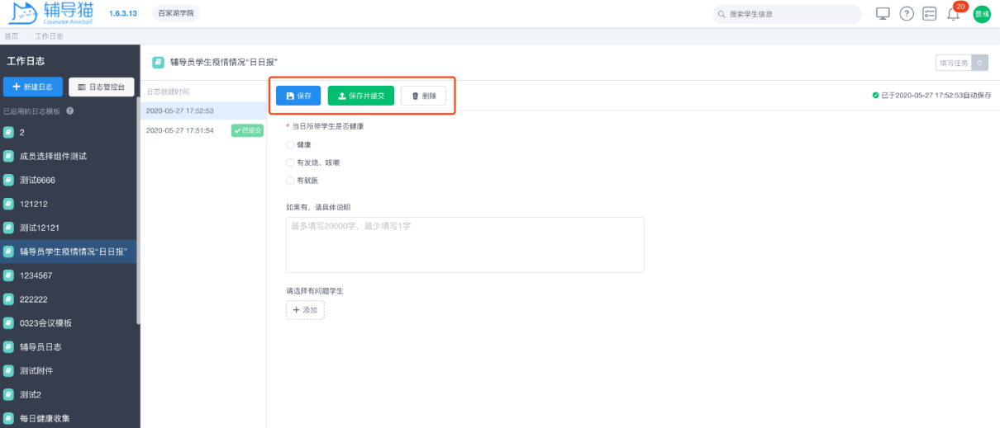 辅导猫
Counselor Assistant
1.6.3.13
百家湖学院
搜索学生信息
20
景彧
首页 / 工作日志
工作日志
新建日志
日志管控台
已启用的日志模板
2
成员选择组件测试
测试6666
121212
测试12121
辅导员学生疫情情况“日日报”
1234567
222222
0323会议模板
辅导员日志
测试附件
测试2
每日健康收集
辅导员学生疫情情况“日日报”
填写任务 0
日志创建时间
2020-05-27 17:52:53
2020-05-27 17:51:54 已提交
保存
保存并提交
删除
已于2020-05-27 17:52:53自动保存
* 当日所带学生是否健康
健康
有发烧、咳嗽
有就医
如果有，请具体说明
最多填写20000字，最少填写1字
请选择有问题学生
+ 添加